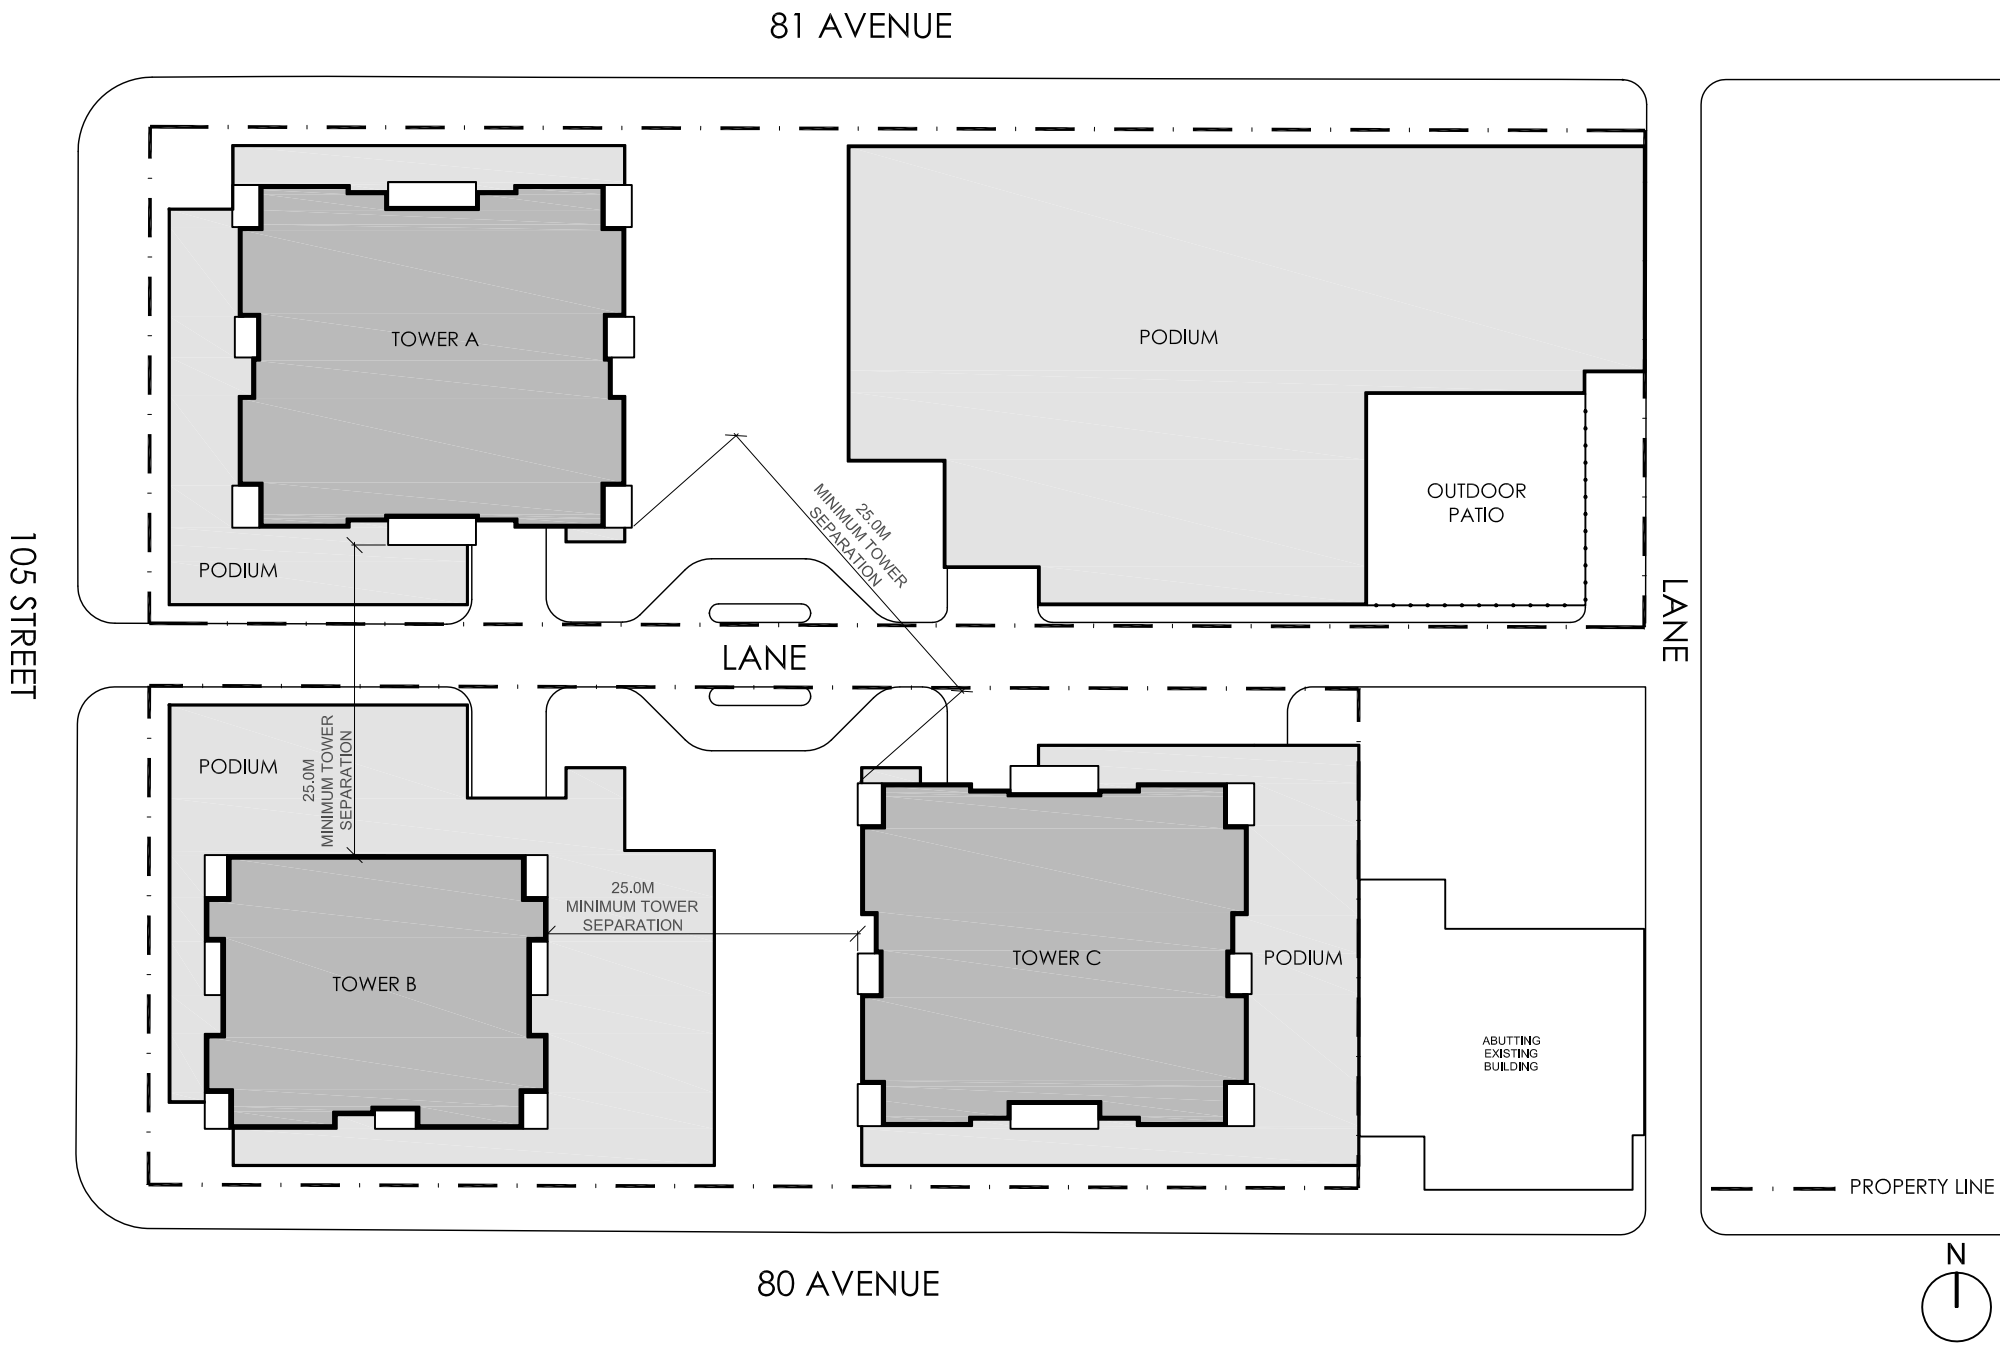 81 AVENUE
TOWER A
PODIUM
25.0M
MINIMUM TOWER
SEPARATION
OUTDOOR
PATIO
105 STREET
PODIUM
LANE
LANE
PODIUM
25.0M
MINIMUM TOWER
SEPARATION
25.0M
MINIMUM TOWER
SEPARATION
TOWER B
TOWER C
PODIUM
ABUTTING
EXISTING
BUILDING
PROPERTY LINE
80 AVENUE
N